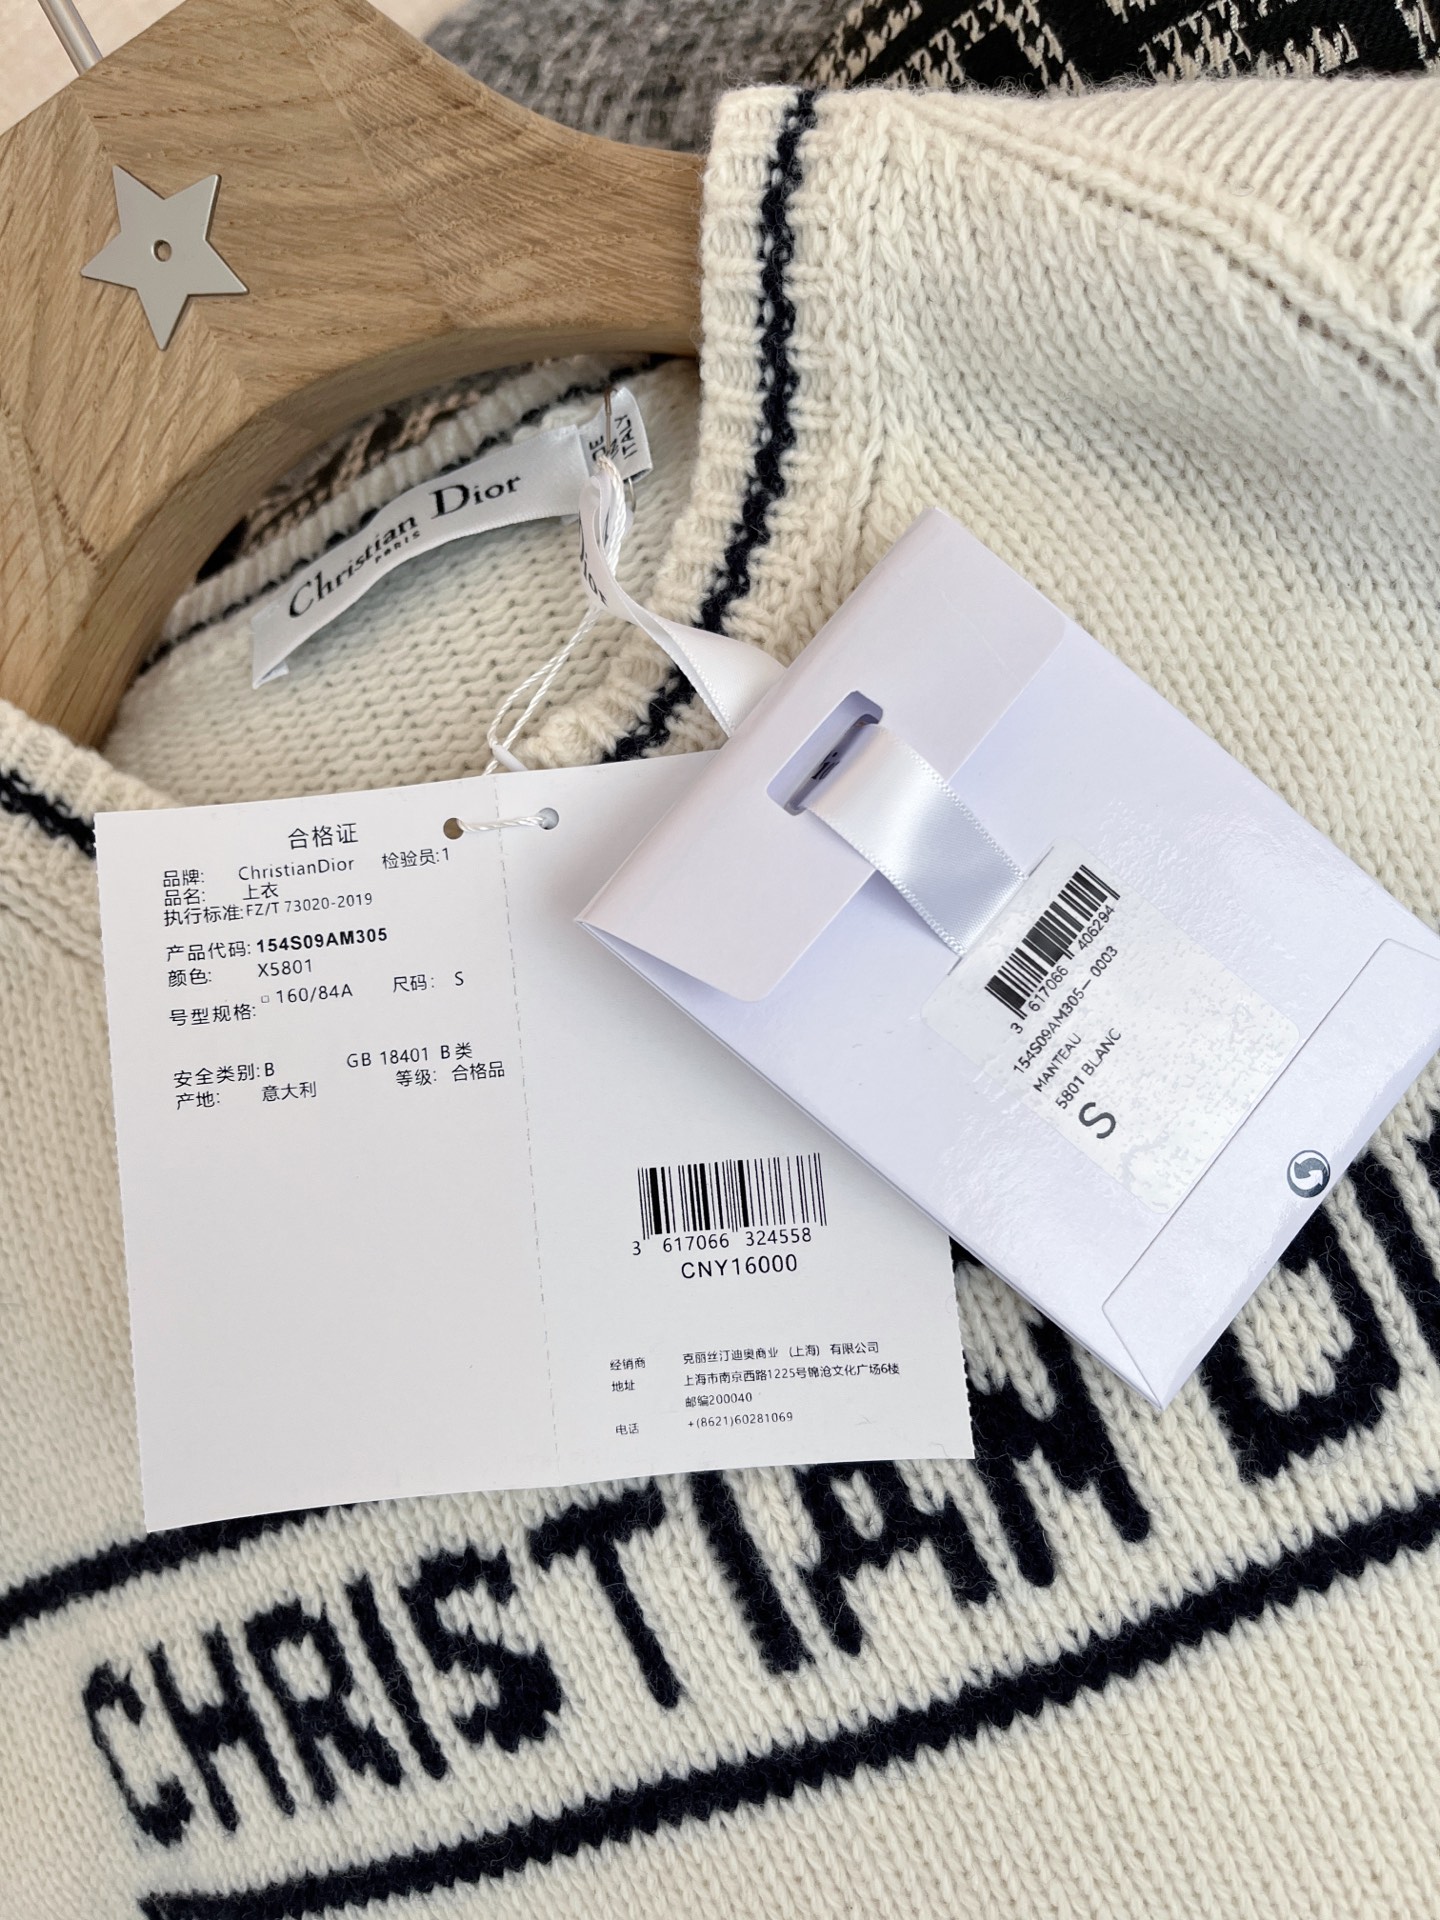 Christian Dior
PARIS
ITALY
合格证
品牌: ChristianDior 检验员:1
品名: 上衣
执行标准:FZ/T 73020-2019
产品代码:154S09AM305
颜色: X5801
号型规格: 160/84A 尺码: S
安全类别:B GB 18401 B类
产地: 意大利 等级: 合格品
3 617066 324558
CNY16000
经销商 克丽丝汀迪奥商业 (上海) 有限公司
地址 上海市南京西路1225号锦沧文化广场6楼
邮编200040
电话 +(8621)60281069
3 617066 406294
154S09AM305—0003
MANTEAU
5801 BLANC
S
CHRISTIAN